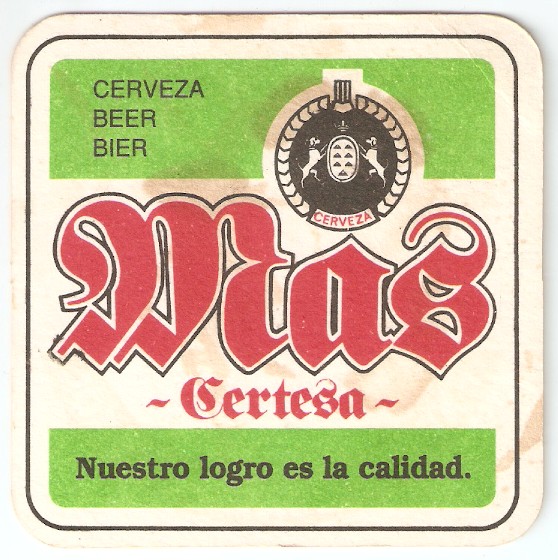 CERVEZA
BEER
BIER
CERVEZA
Mas
- Certesa -
Nuestro logro es la calidad.